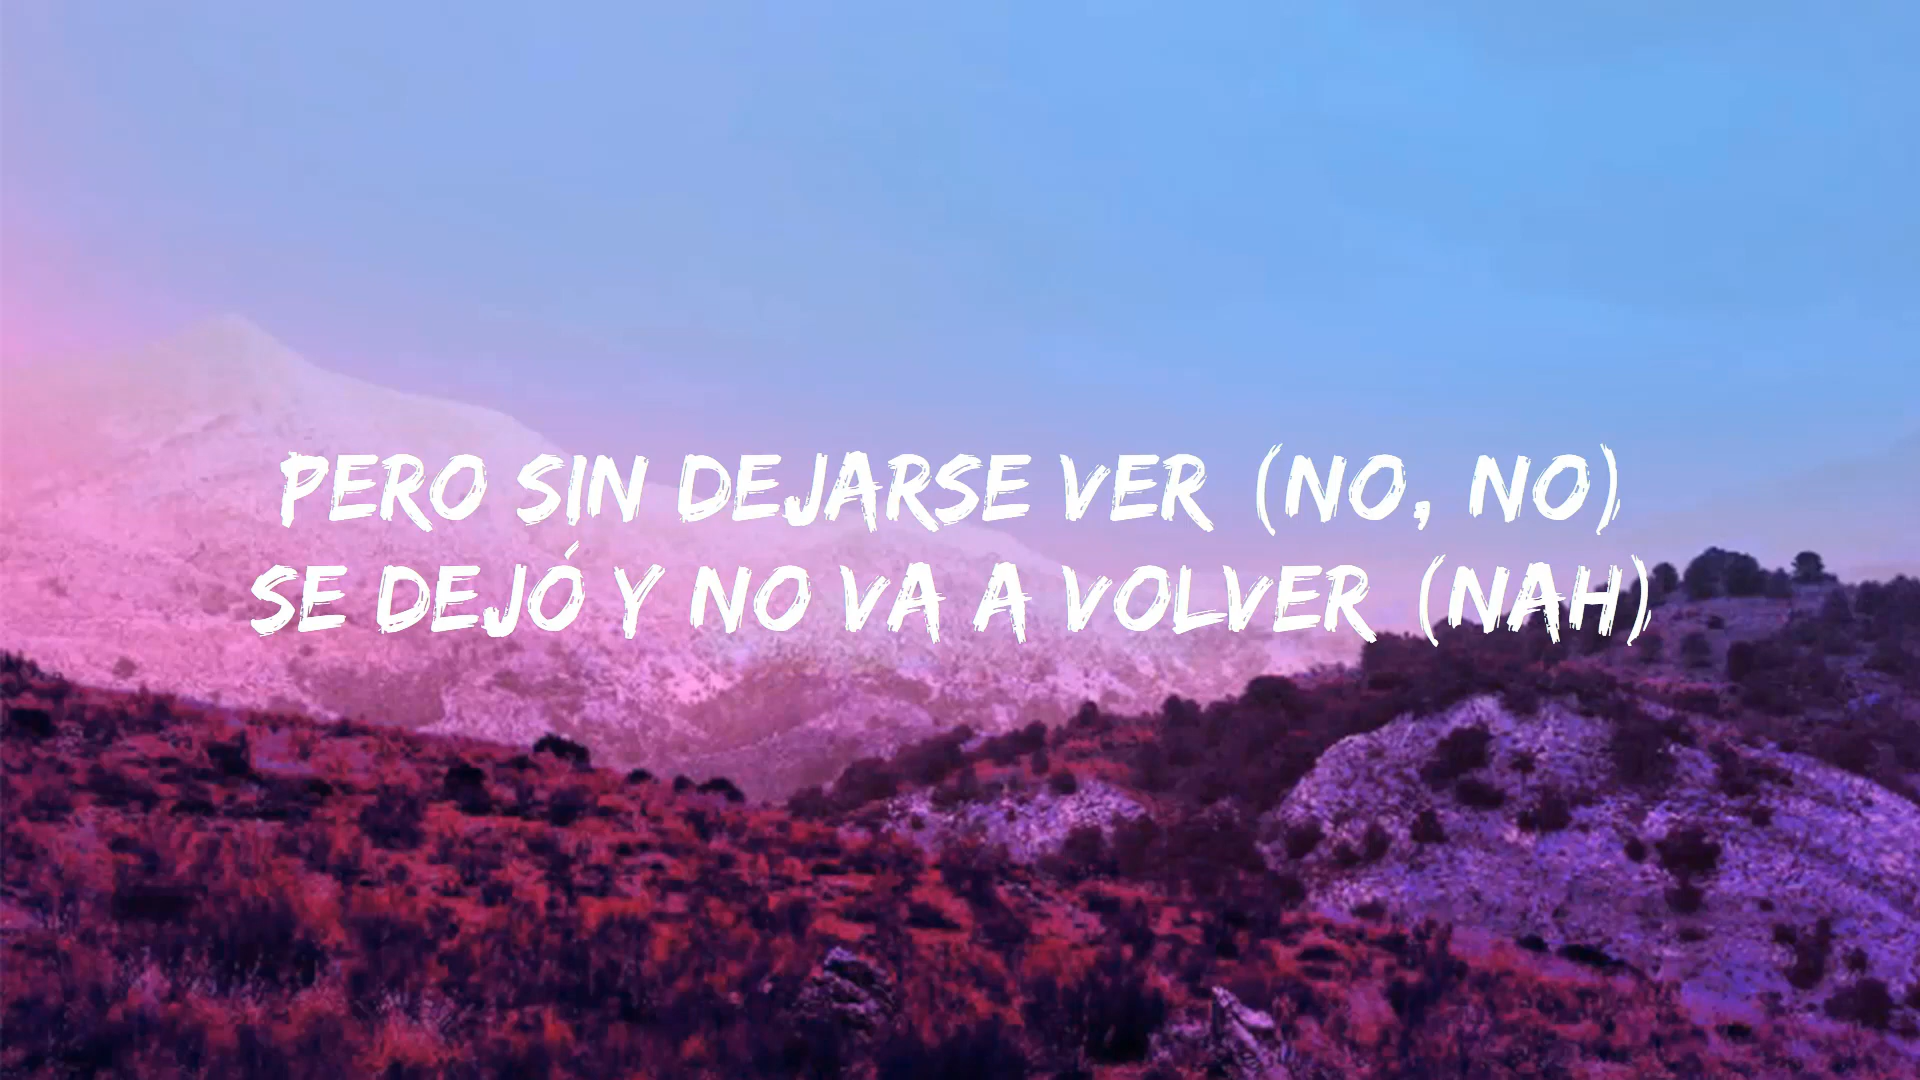 PERO SIN DEJARSE VER (NO, NO)
SE DEJÓ Y NO VA A VOLVER (NAH)